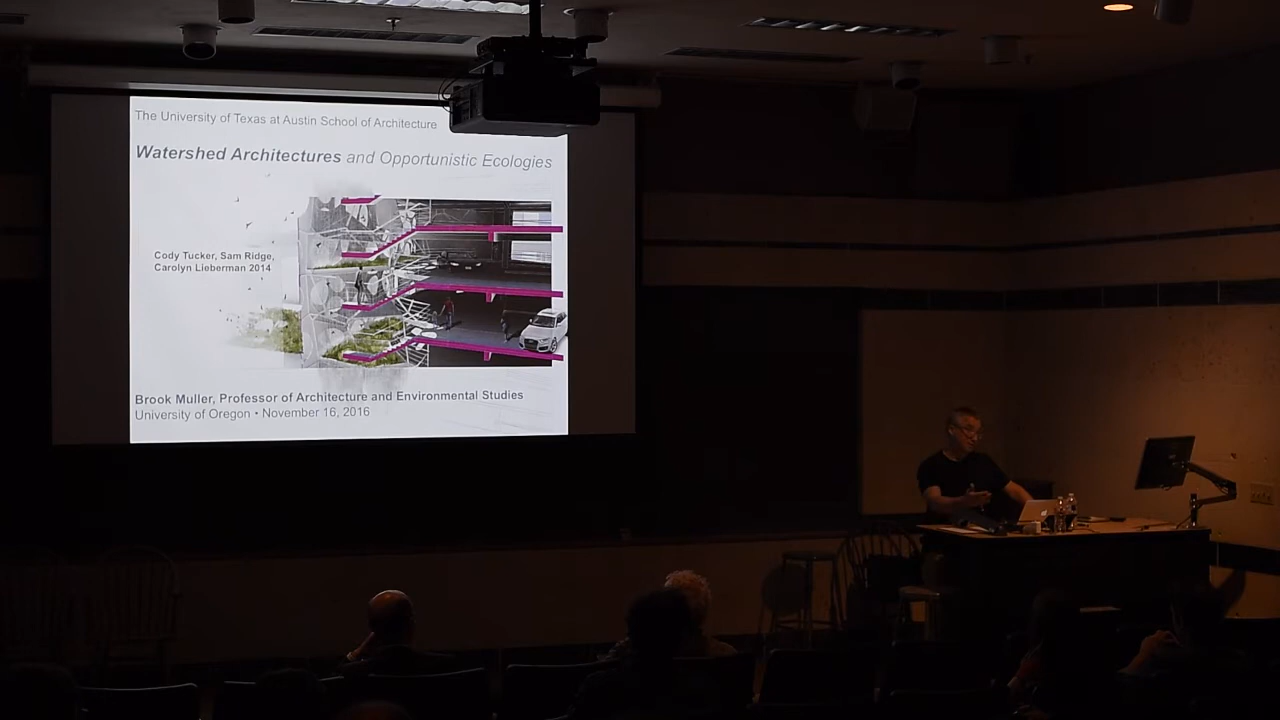 The University of Texas at Austin School of Architecture
Watershed Architectures and Opportunistic Ecologies
Cody Tucker, Sam Ridge,
Carolyn Lieberman 2014
Brook Muller, Professor of Architecture and Environmental Studies
University of Oregon • November 16, 2016